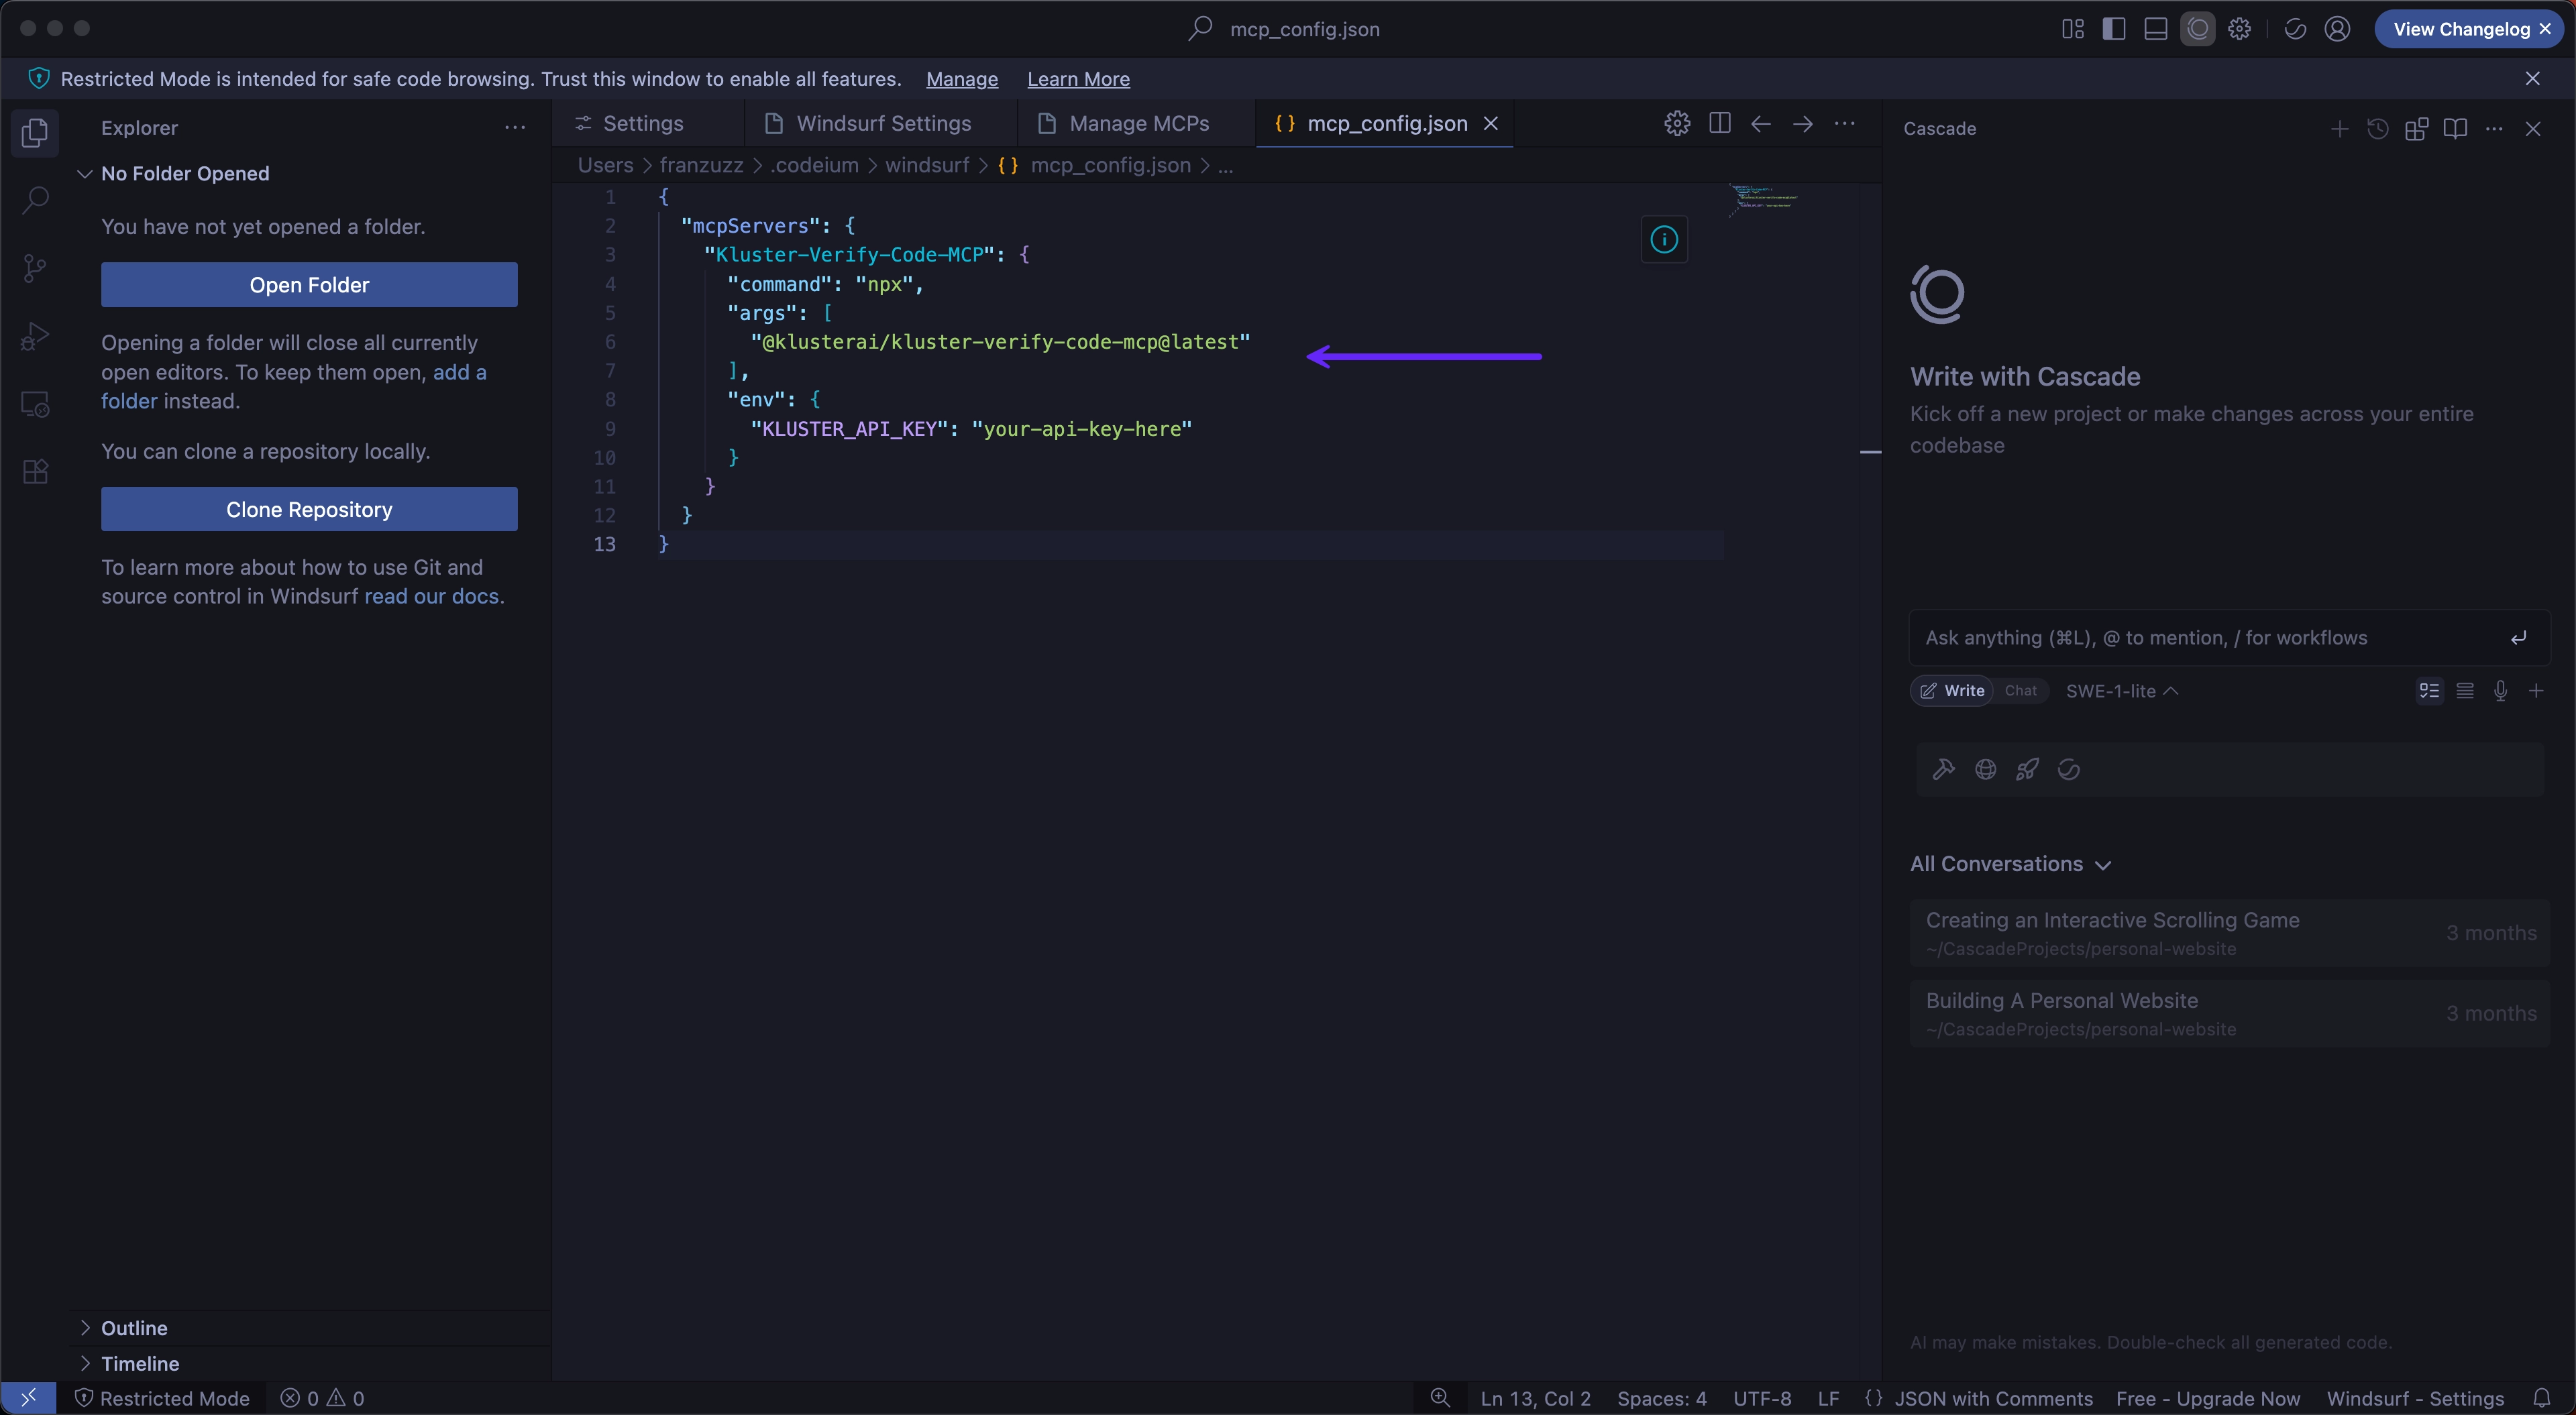 mcp_config.json
View Changelog
Restricted Mode is intended for safe code browsing. Trust this window to enable all features. Manage Learn More
Explorer
No Folder Opened
You have not yet opened a folder.
Open Folder
Opening a folder will close all currently
open editors. To keep them open, add a
folder instead.
You can clone a repository locally.
Clone Repository
To learn more about how to use Git and
source control in Windsurf read our docs.
Outline
Timeline
Settings
Windsurf Settings
Manage MCPs
{} mcp_config.json
Users > franzuzz > .codeium > windsurf > {} mcp_config.json > ...
1 {
2 "mcpServers": {
3 "Kluster-Verify-Code-MCP": {
4 "command": "npx",
5 "args": [
6 "@klusterai/kluster-verify-code-mcp@latest"
7 ],
8 "env": {
9 "KLUSTER_API_KEY": "your-api-key-here"
10 }
11 }
12 }
13 }
Cascade
Write with Cascade
Kick off a new project or make changes across your entire
codebase
Ask anything (⌘L), @ to mention, / for workflows
Write Chat SWE-1-lite
All Conversations
Creating an Interactive Scrolling Game
~/CascadeProjects/personal-website
3 months
Building A Personal Website
~/CascadeProjects/personal-website
3 months
AI may make mistakes. Double-check all generated code.
Restricted Mode 0 0
Ln 13, Col 2 Spaces: 4 UTF-8 LF {} JSON with Comments Free - Upgrade Now Windsurf - Settings